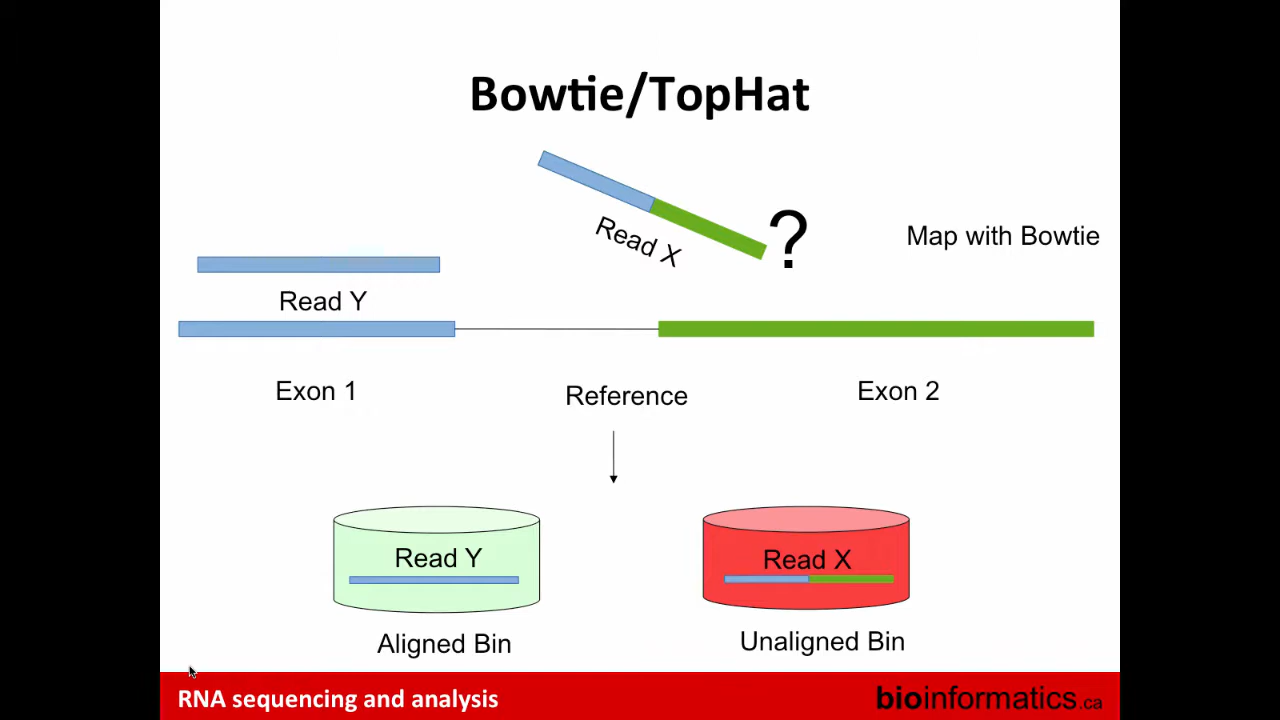 Bowtie/TopHat
Read X
?
Map with Bowtie
Read Y
Exon 1
Reference
Exon 2
Read Y
Read X
Aligned Bin
Unaligned Bin
RNA sequencing and analysis
bioinformatics.ca